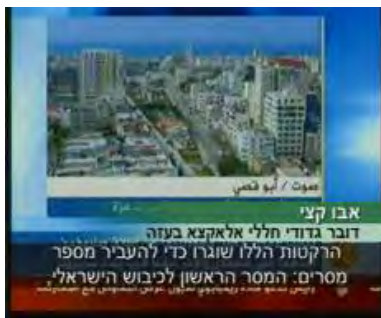 صوت / أبو قصي
غزة
אבו קצי
דובר גדודי חללי אלאקצא בעזה
הרקטות הללו שוגרו כדי להעביר מספר
מסרים: המסר הראשון לכיבוש הישראלי,